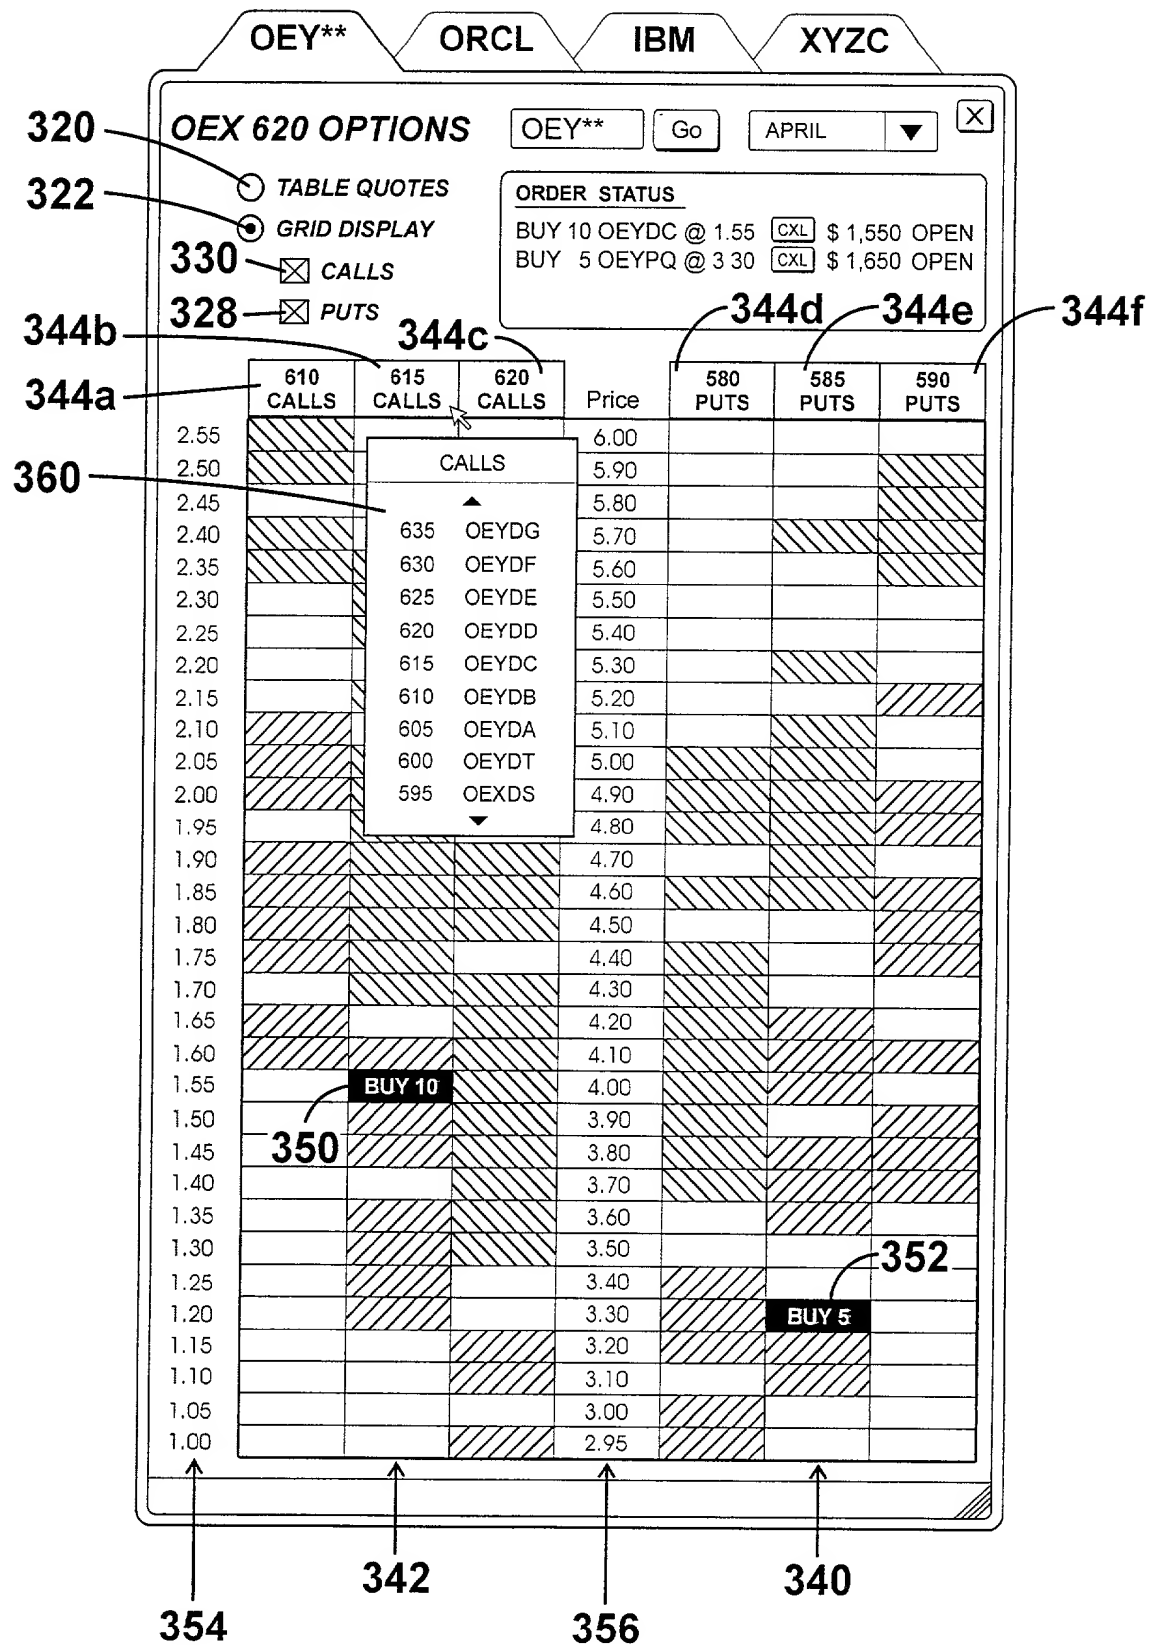 OEY** ORCL IBM XYZC
320 OEX 620 OPTIONS OEY** Go APRIL X
322 TABLE QUOTES
GRID DISPLAY
330 CALLS
328 PUTS
ORDER STATUS
BUY 10 OEYDC @ 1.55 CXL $ 1,550 OPEN
BUY 5 OEYPQ @ 3 30 CXL $ 1,650 OPEN
344b 344c 344d 344e 344f
344a
610 CALLS 615 CALLS 620 CALLS Price 580 PUTS 585 PUTS 590 PUTS
2.55 6.00
2.50 CALLS 5.90
360
2.45 5.80
2.40 635 OEYDG 5.70
2.35 630 OEYDF 5.60
2.30 625 OEYDE 5.50
2.25 620 OEYDD 5.40
2.20 615 OEYDC 5.30
2.15 610 OEYDB 5.20
2.10 605 OEYDA 5.10
2.05 600 OEYDT 5.00
2.00 595 OEXDS 4.90
1.95 4.80
1.90 4.70
1.85 4.60
1.80 4.50
1.75 4.40
1.70 4.30
1.65 4.20
1.60 4.10
1.55 BUY 10 4.00
1.50 3.90
350
1.45 3.80
1.40 3.70
1.35 3.60
1.30 3.50 352
1.25 3.40
1.20 3.30 BUY 5
1.15 3.20
1.10 3.10
1.05 3.00
1.00 2.95
342 340
354 356